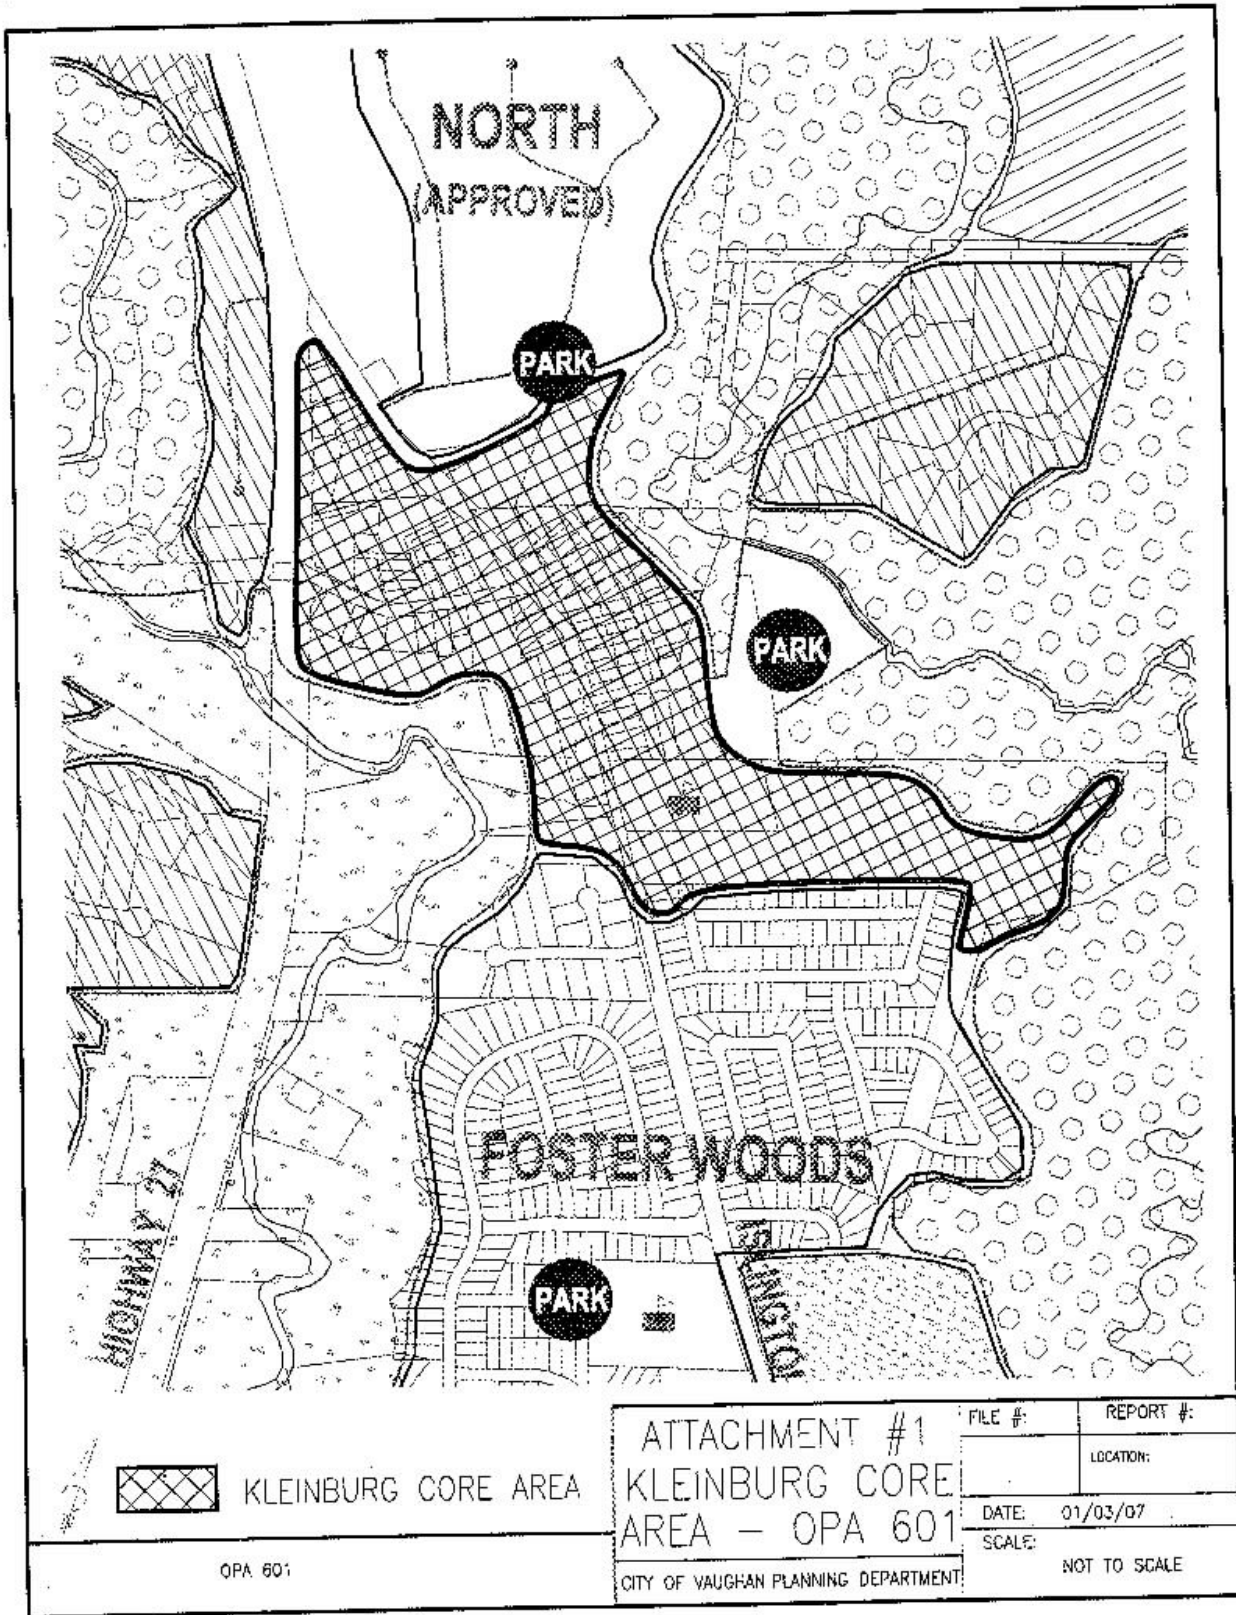 NORTH
(APPROVED)
PARK
PARK
FOSTER WOODS
HIGHWAY 27
ISLINGTON
PARK
KLEINBURG CORE AREA
OPA 601
ATTACHMENT #1
KLEINBURG CORE
AREA - OPA 601
CITY OF VAUGHAN PLANNING DEPARTMENT
FILE #:
REPORT #:
LOCATION:
DATE: 01/03/07
SCALE:
NOT TO SCALE